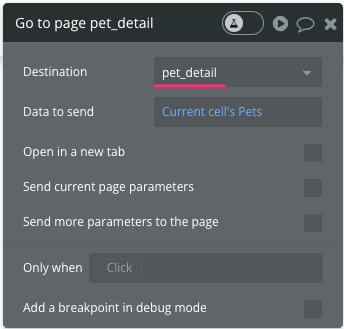 Go to page pet_detail
Destination
pet_detail
Data to send
Current cell's Pets
Open in a new tab
Send current page parameters
Send more parameters to the page
Only when
Click
Add a breakpoint in debug mode